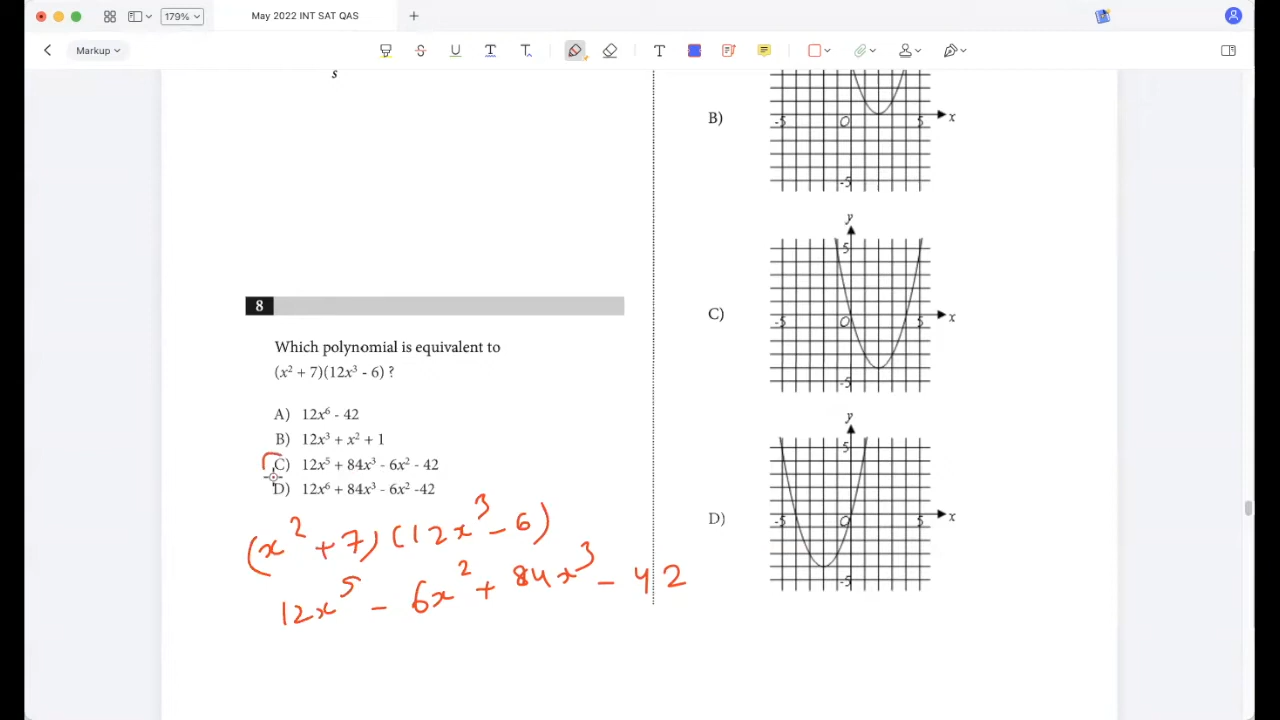 May 2022 INT SAT QAS
179%
Markup
T
s
8
Which polynomial is equivalent to
(x² + 7)(12x³ - 6) ?
A) 12x⁶ - 42
B) 12x³ + x² + 1
C) 12x⁵ + 84x³ - 6x² - 42
D) 12x⁶ + 84x³ - 6x² -42
(x² + 7) (12x³ - 6)
12x⁵ - 6x² + 84x³ - 42
B)
-5 O 5 x
-5
y
5
C)
-5 O 5 x
-5
y
5
D)
-5 O 5 x
-5